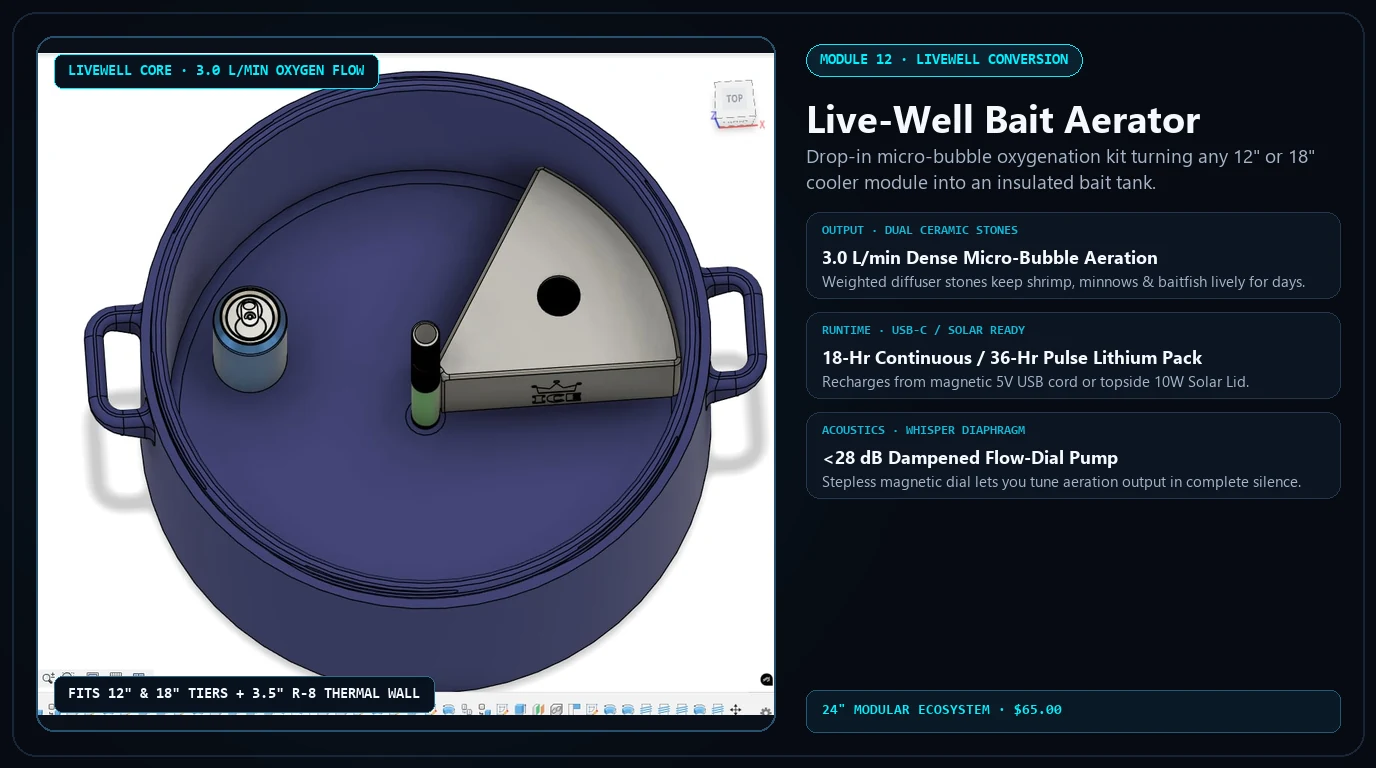 LIVEWELL CORE · 3.0 L/MIN OXYGEN FLOW
TOP
Z
X
ICE
FITS 12" & 18" TIERS + 3.5" R-8 THERMAL WALL
MODULE 12 · LIVEWELL CONVERSION
Live-Well Bait Aerator
Drop-in micro-bubble oxygenation kit turning any 12" or 18"
cooler module into an insulated bait tank.
OUTPUT · DUAL CERAMIC STONES
3.0 L/min Dense Micro-Bubble Aeration
Weighted diffuser stones keep shrimp, minnows & baitfish lively for days.
RUNTIME · USB-C / SOLAR READY
18-Hr Continuous / 36-Hr Pulse Lithium Pack
Recharges from magnetic 5V USB cord or topside 10W Solar Lid.
ACOUSTICS · WHISPER DIAPHRAGM
<28 dB Dampened Flow-Dial Pump
Stepless magnetic dial lets you tune aeration output in complete silence.
24" MODULAR ECOSYSTEM · $65.00